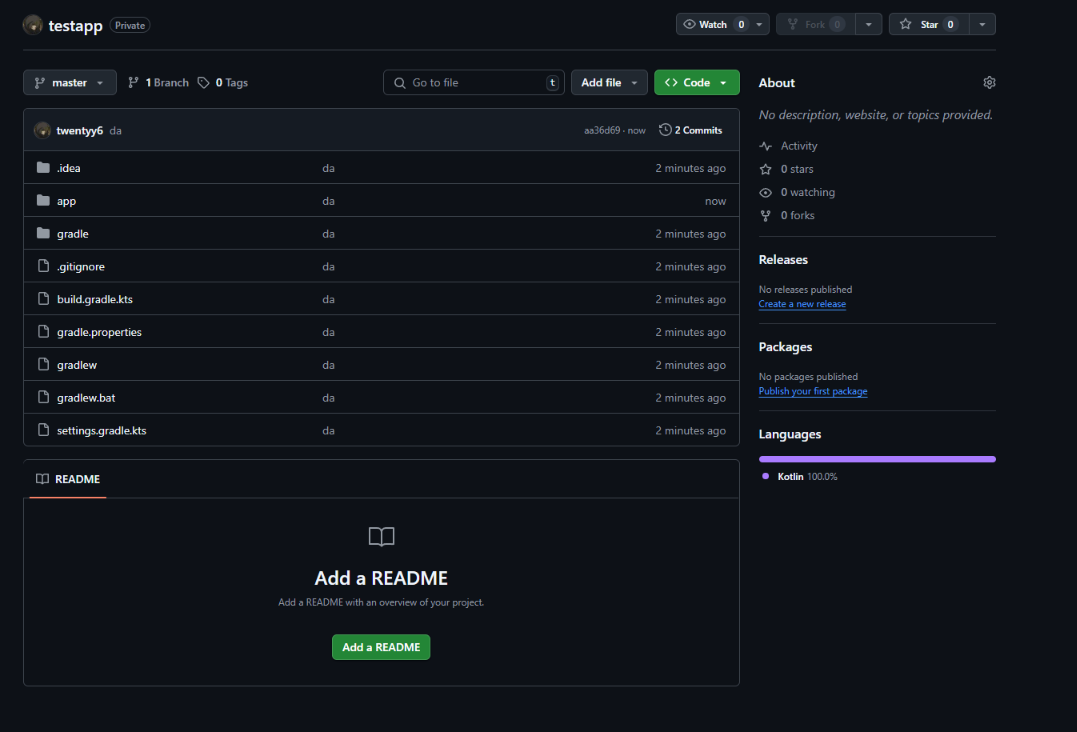 testapp Private Watch 0 Fork 0 Star 0
master 1 Branch 0 Tags Go to file t Add file Code
twentyy6 da aa36d69 · now 2 Commits
.idea da 2 minutes ago
app da now
gradle da 2 minutes ago
.gitignore da 2 minutes ago
build.gradle.kts da 2 minutes ago
gradle.properties da 2 minutes ago
gradlew da 2 minutes ago
gradlew.bat da 2 minutes ago
settings.gradle.kts da 2 minutes ago
README
Add a README
Add a README with an overview of your project.
Add a README
About
No description, website, or topics provided.
Activity
0 stars
0 watching
0 forks
Releases
No releases published
Create a new release
Packages
No packages published
Publish your first package
Languages
Kotlin 100.0%